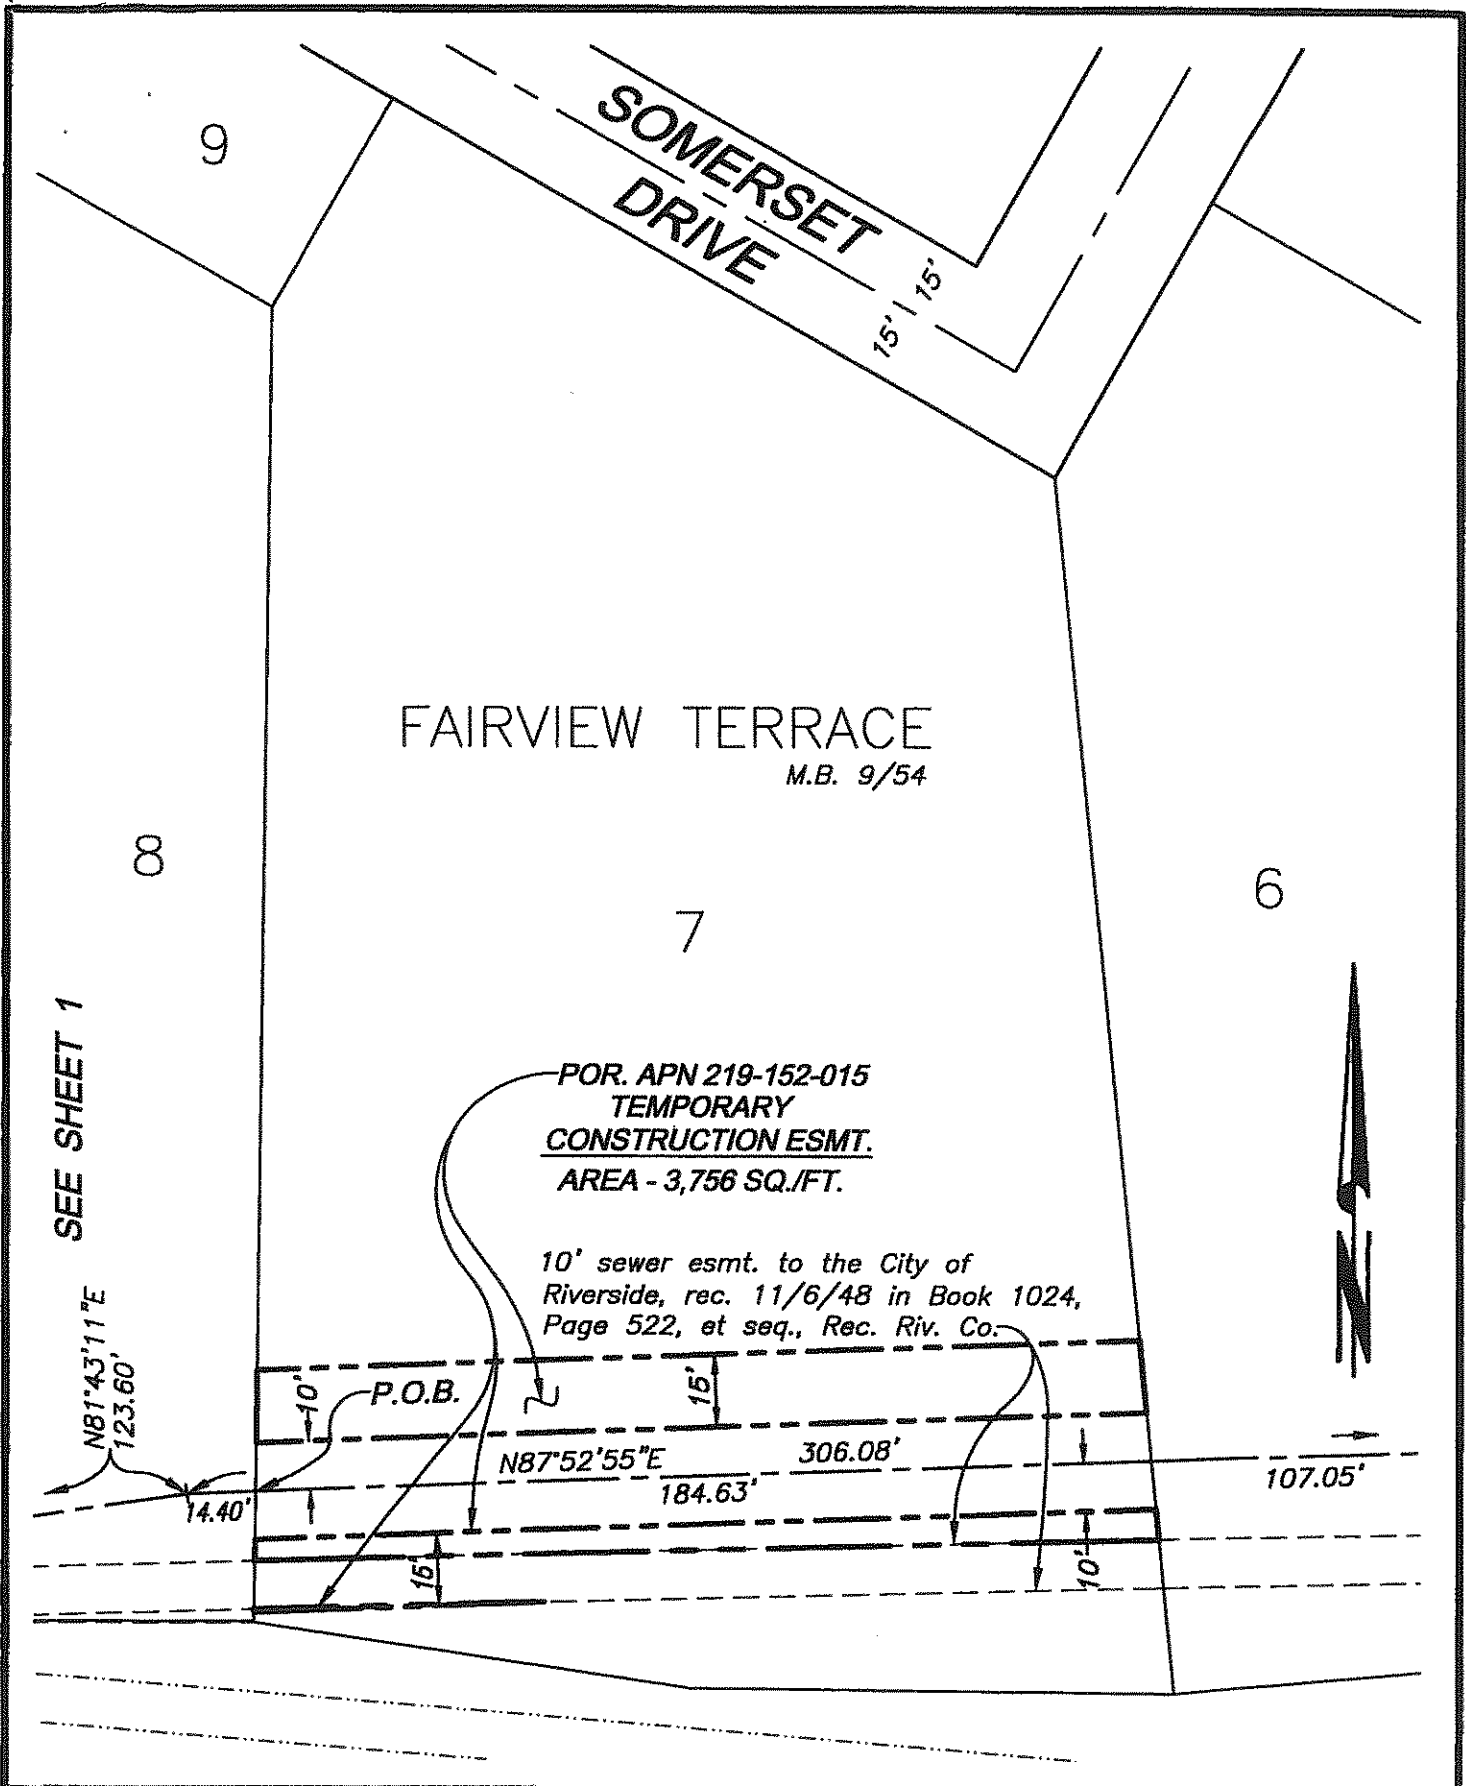 9
SOMERSET
DRIVE
15'
15'
FAIRVIEW TERRACE
M.B. 9/54
8
7
6
SEE SHEET 1
POR. APN 219-152-015
TEMPORARY
CONSTRUCTION ESMT.
AREA - 3,756 SQ./FT.
10' sewer esmt. to the City of
Riverside, rec. 11/6/48 in Book 1024,
Page 522, et seq., Rec. Riv. Co.
N81°43'11"E
123.60'
10'
P.O.B.
15'
N87°52'55"E
306.08'
184.63'
107.05'
14.40'
15'
10'
N